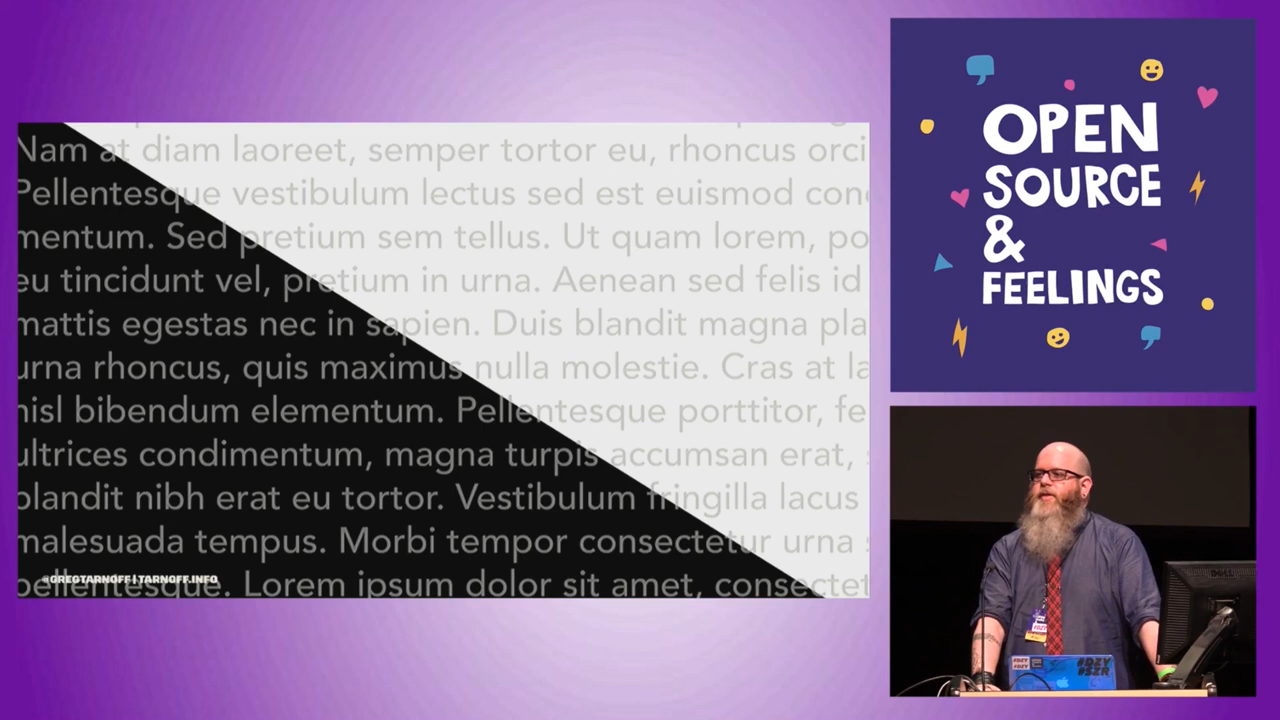 Nam at diam laoreet, semper tortor eu, rhoncus orci
Pellentesque vestibulum lectus sed est euismod con
mentum. Sed pretium sem tellus. Ut quam lorem, po
eu tincidunt vel, pretium in urna. Aenean sed felis id
mattis egestas nec in sapien. Duis blandit magna pla
urna rhoncus, quis maximus nulla molestie. Cras at la
nisl bibendum elementum. Pellentesque porttitor, fe
ultrices condimentum, magna turpis accumsan erat,
blandit nibh erat eu tortor. Vestibulum fringilla lacus
malesuada tempus. Morbi tempor consectetur urna
pellentesque. Lorem ipsum dolor sit amet, consectet
@GREGTARNOFF | TARNOFF.INFO
OPEN
SOURCE
&
FEELINGS
DELL
#DZY
#SZR